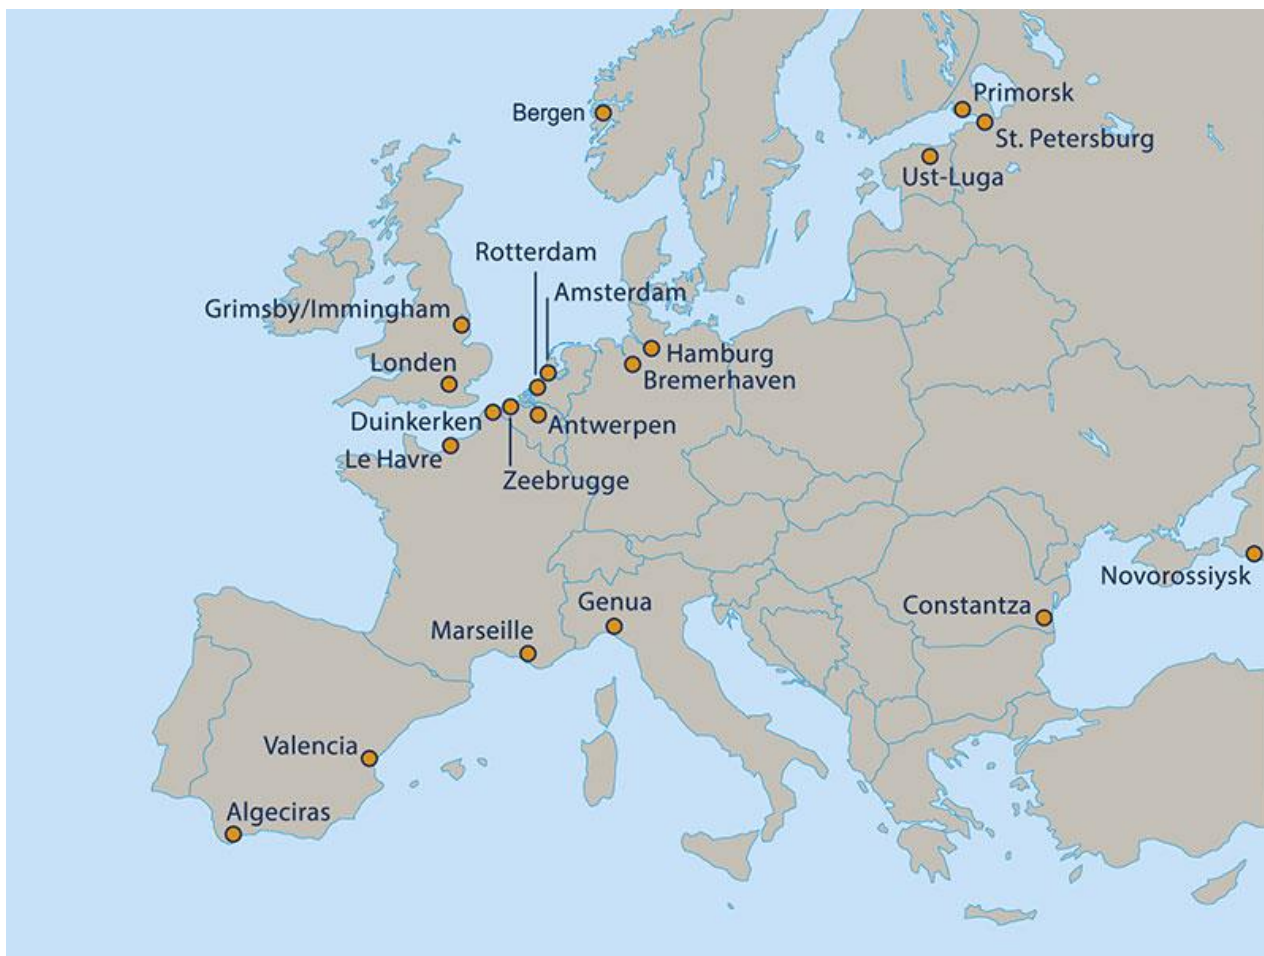 Primorsk
Bergen
St. Petersburg
Ust-Luga
Rotterdam
Amsterdam
Grimsby/Immingham
Londen
Hamburg
Bremerhaven
Duinkerken
Antwerpen
Le Havre
Zeebrugge
Novorossiysk
Genua
Constantza
Marseille
Valencia
Algeciras